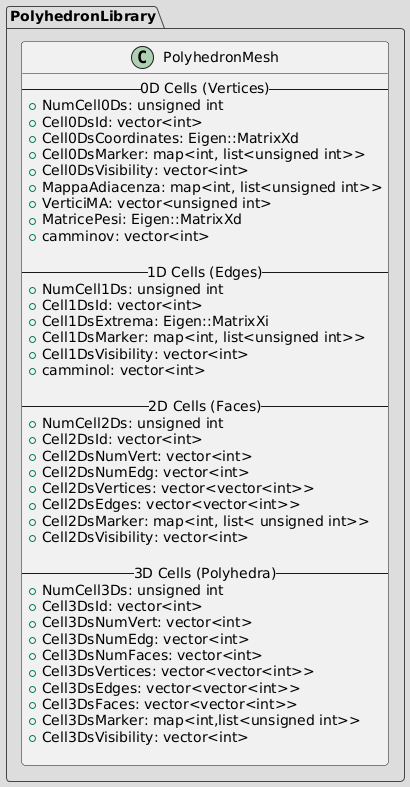 PolyhedronLibrary
C PolyhedronMesh
0D Cells (Vertices)
NumCell0Ds: unsigned int
Cell0DsId: vector<int>
Cell0DsCoordinates: Eigen::MatrixXd
Cell0DsMarker: map<int, list<unsigned int>>
Cell0DsVisibility: vector<int>
MappaAdiacenza: map<int, list<unsigned int>>
VerticiMA: vector<unsigned int>
MatricePesi: Eigen::MatrixXd
camminov: vector<int>
1D Cells (Edges)
NumCell1Ds: unsigned int
Cell1DsId: vector<int>
Cell1DsExtrema: Eigen::MatrixXi
Cell1DsMarker: map<int, list<unsigned int>>
Cell1DsVisibility: vector<int>
camminol: vector<int>
2D Cells (Faces)
NumCell2Ds: unsigned int
Cell2DsId: vector<int>
Cell2DsNumVert: vector<int>
Cell2DsNumEdg: vector<int>
Cell2DsVertices: vector<vector<int>>
Cell2DsEdges: vector<vector<int>>
Cell2DsMarker: map<int, list< unsigned int>>
Cell2DsVisibility: vector<int>
3D Cells (Polyhedra)
NumCell3Ds: unsigned int
Cell3DsId: vector<int>
Cell3DsNumVert: vector<int>
Cell3DsNumEdg: vector<int>
Cell3DsNumFaces: vector<int>
Cell3DsVertices: vector<vector<int>>
Cell3DsEdges: vector<vector<int>>
Cell3DsFaces: vector<vector<int>>
Cell3DsMarker: map<int,list<unsigned int>>
Cell3DsVisibility: vector<int>